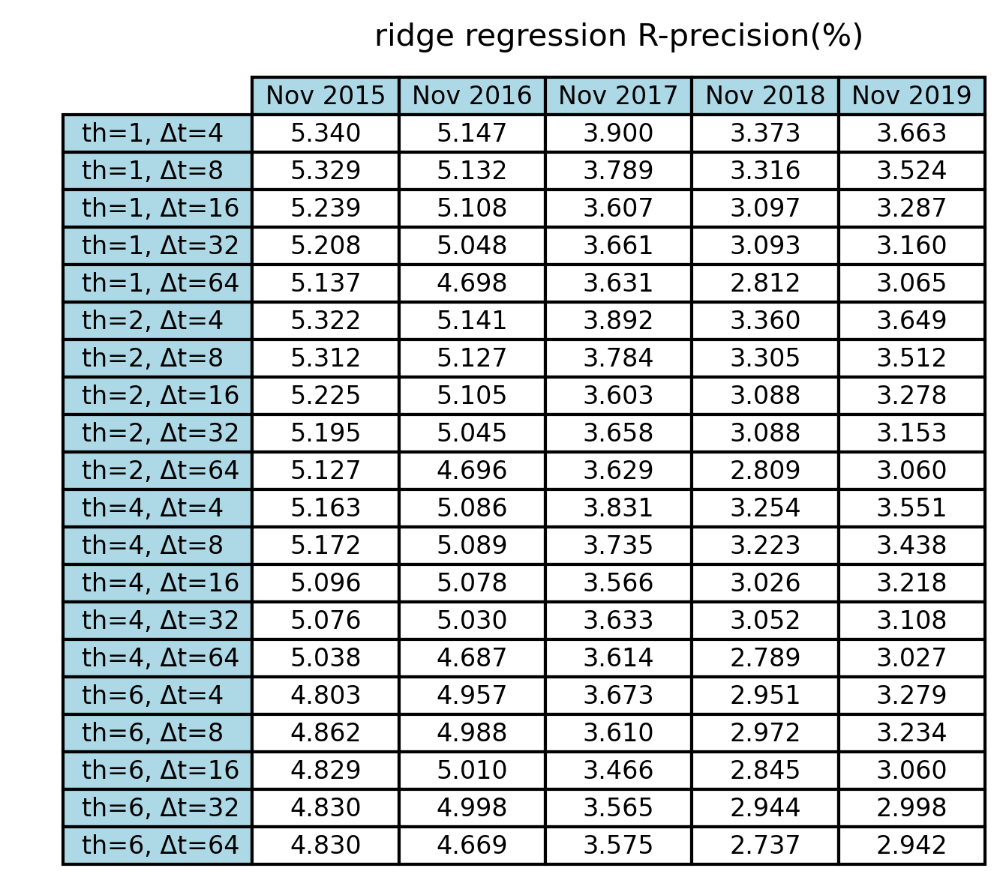 ridge regression R-precision(%)
Nov 2015 Nov 2016 Nov 2017 Nov 2018 Nov 2019
th=1, Δt=4 5.340 5.147 3.900 3.373 3.663
th=1, Δt=8 5.329 5.132 3.789 3.316 3.524
th=1, Δt=16 5.239 5.108 3.607 3.097 3.287
th=1, Δt=32 5.208 5.048 3.661 3.093 3.160
th=1, Δt=64 5.137 4.698 3.631 2.812 3.065
th=2, Δt=4 5.322 5.141 3.892 3.360 3.649
th=2, Δt=8 5.312 5.127 3.784 3.305 3.512
th=2, Δt=16 5.225 5.105 3.603 3.088 3.278
th=2, Δt=32 5.195 5.045 3.658 3.088 3.153
th=2, Δt=64 5.127 4.696 3.629 2.809 3.060
th=4, Δt=4 5.163 5.086 3.831 3.254 3.551
th=4, Δt=8 5.172 5.089 3.735 3.223 3.438
th=4, Δt=16 5.096 5.078 3.566 3.026 3.218
th=4, Δt=32 5.076 5.030 3.633 3.052 3.108
th=4, Δt=64 5.038 4.687 3.614 2.789 3.027
th=6, Δt=4 4.803 4.957 3.673 2.951 3.279
th=6, Δt=8 4.862 4.988 3.610 2.972 3.234
th=6, Δt=16 4.829 5.010 3.466 2.845 3.060
th=6, Δt=32 4.830 4.998 3.565 2.944 2.998
th=6, Δt=64 4.830 4.669 3.575 2.737 2.942